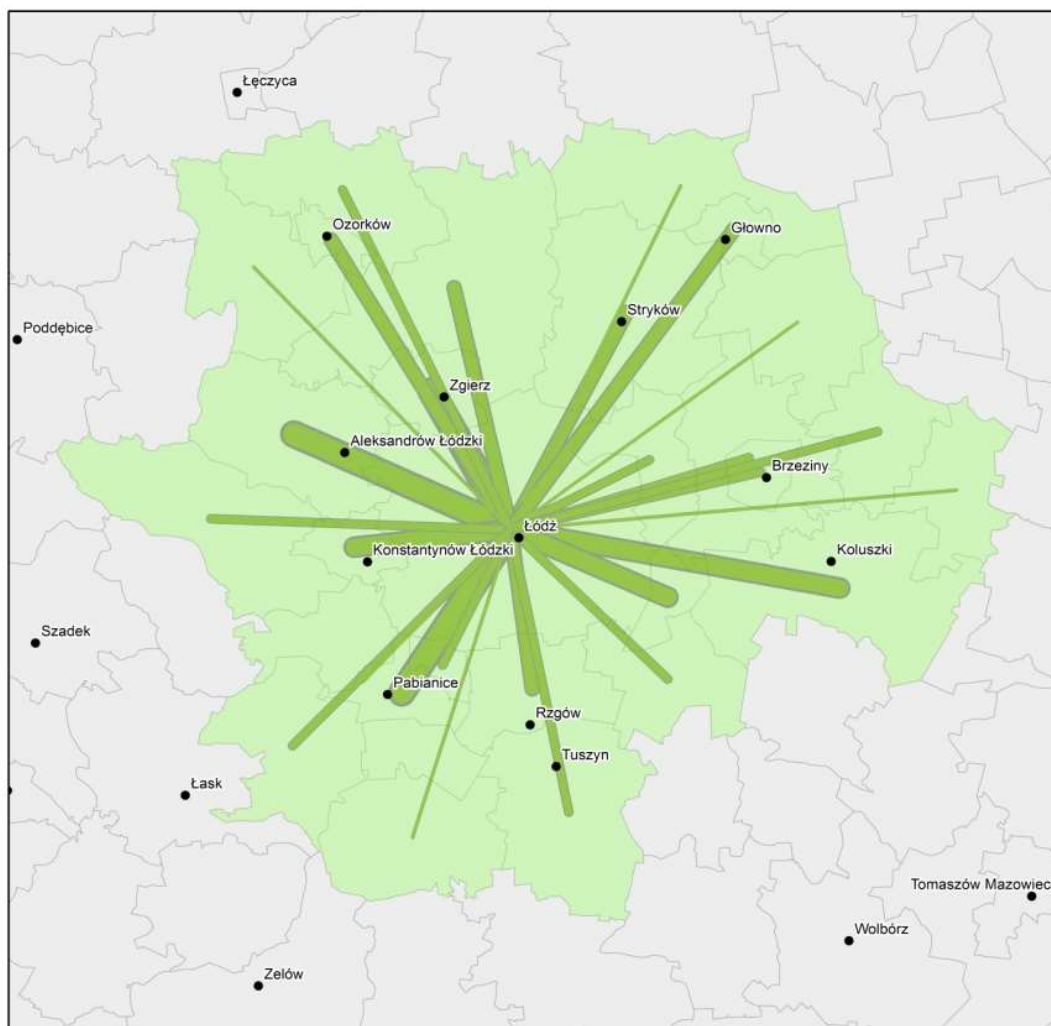 Łęczyca
Ozorków
Głowno
Stryków
Poddębice
Zgierz
Aleksandrów Łódzki
Brzeziny
Łódź
Konstantynów Łódzki
Koluszki
Szadek
Pabianice
Rzgów
Tuszyn
Łask
Tomaszów Mazowiec
Wolbórz
Zelów